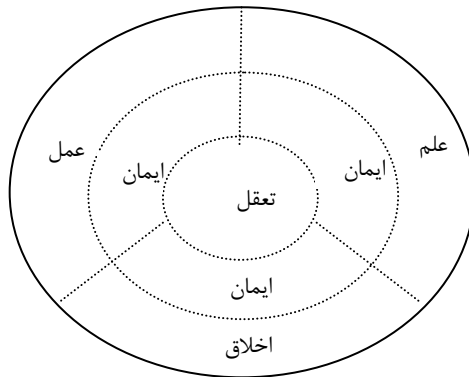 علم
عمل
ایمان
ایمان
تعقل
ایمان
اخلاق